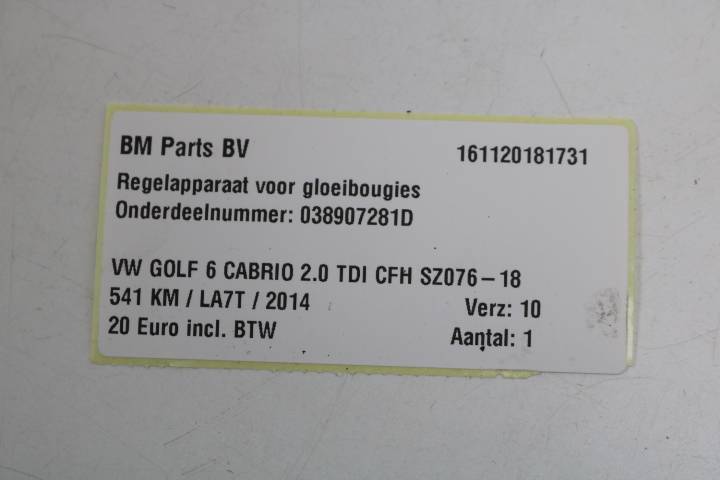 BM Parts BV 161120181731
Regelapparaat voor gloeibougies
Onderdeelnummer: 038907281D
VW GOLF 6 CABRIO 2.0 TDI CFH SZ076-18
541 KM / LA7T / 2014 Verz: 10
20 Euro incl. BTW Aantal: 1